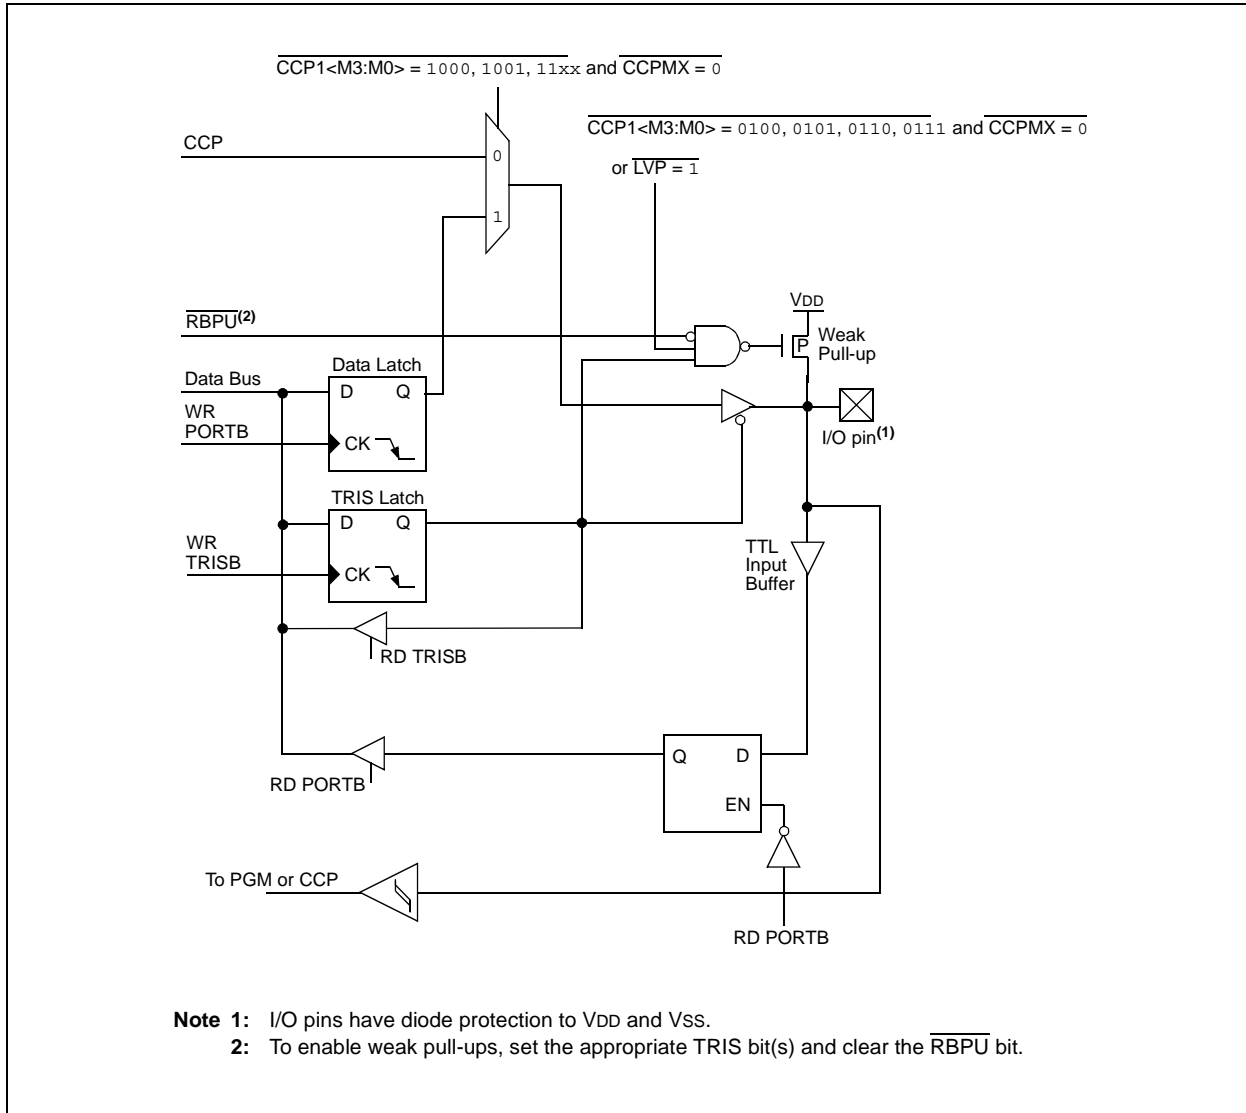 CCP1<M3:M0> = 1000, 1001, 11xx and CCPMX = 0
CCP1<M3:M0> = 0100, 0101, 0110, 0111 and CCPMX = 0
or LVP = 1
CCP
0
1
RBPU(2)
VDD
Weak
Pull-up
P
Data Bus
Data Latch
D Q
WR
PORTB
CK
I/O pin(1)
TRIS Latch
D Q
WR
TRISB
CK
TTL
Input
Buffer
RD TRISB
Q D
EN
RD PORTB
To PGM or CCP
RD PORTB
Note 1: I/O pins have diode protection to VDD and VSS.
2: To enable weak pull-ups, set the appropriate TRIS bit(s) and clear the RBPU bit.